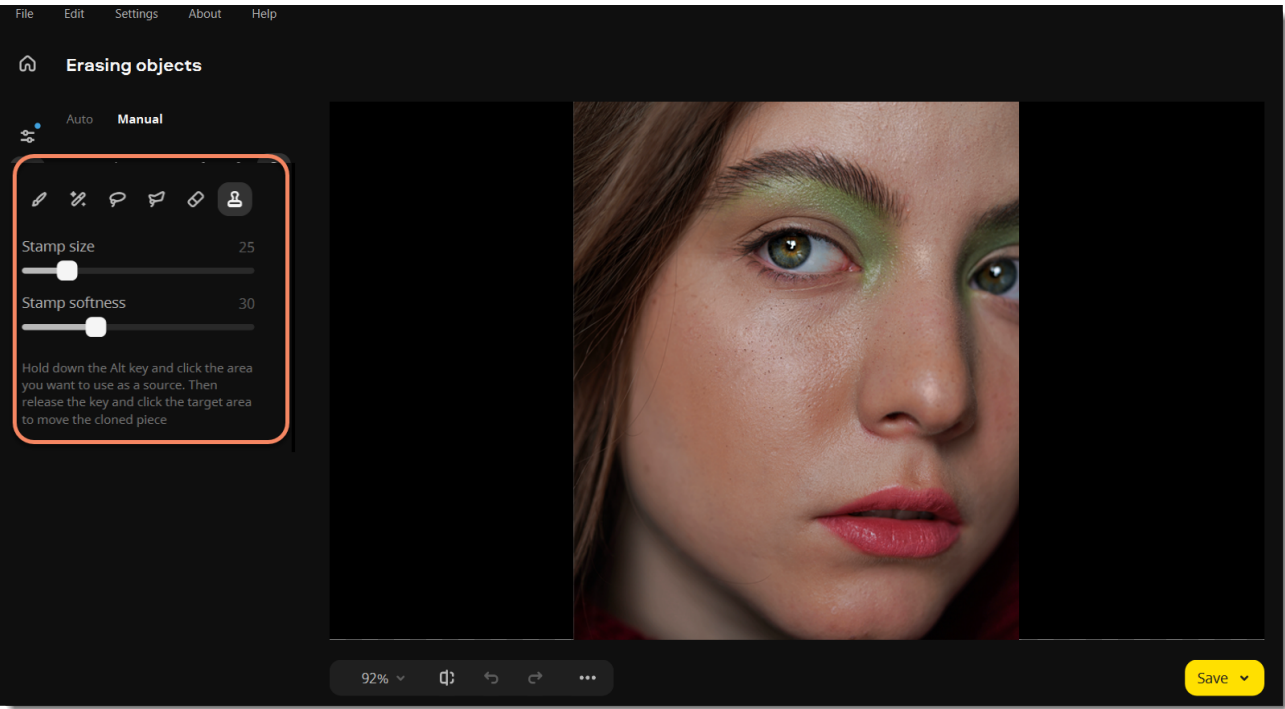 File Edit Settings About Help
Erasing objects
Auto Manual
Stamp size 25
Stamp softness 30
Hold down the Alt key and click the area
you want to use as a source. Then
release the key and click the target area
to move the cloned piece
92%
Save